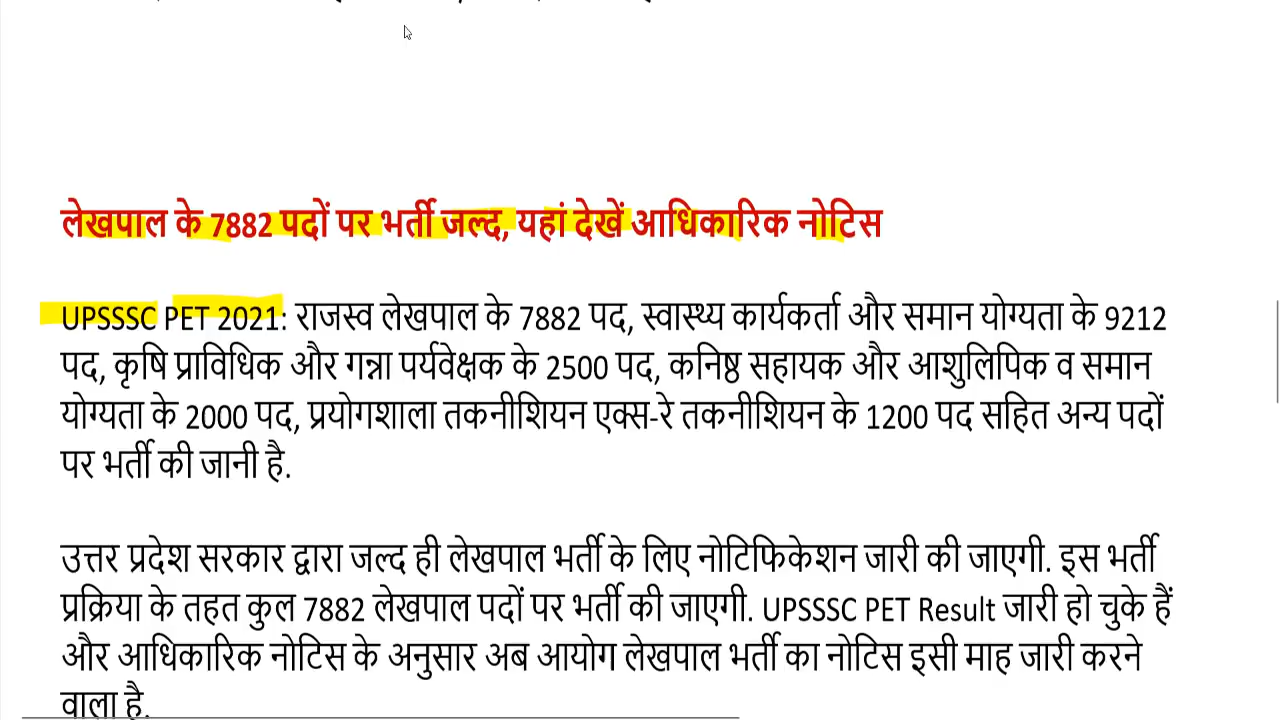 लेखपाल के 7882 पदों पर भर्ती जल्द, यहां देखें आधिकारिक नोटिस
UPSSSC PET 2021: राजस्व लेखपाल के 7882 पद, स्वास्थ्य कार्यकर्ता और समान योग्यता के 9212
पद, कृषि प्राविधिक और गन्ना पर्यवेक्षक के 2500 पद, कनिष्ठ सहायक और आशुलिपिक व समान
योग्यता के 2000 पद, प्रयोगशाला तकनीशियन एक्स-रे तकनीशियन के 1200 पद सहित अन्य पदों
पर भर्ती की जानी है.
उत्तर प्रदेश सरकार द्वारा जल्द ही लेखपाल भर्ती के लिए नोटिफिकेशन जारी की जाएगी. इस भर्ती
प्रक्रिया के तहत कुल 7882 लेखपाल पदों पर भर्ती की जाएगी. UPSSSC PET Result जारी हो चुके हैं
और आधिकारिक नोटिस के अनुसार अब आयोग लेखपाल भर्ती का नोटिस इसी माह जारी करने
वाला है.